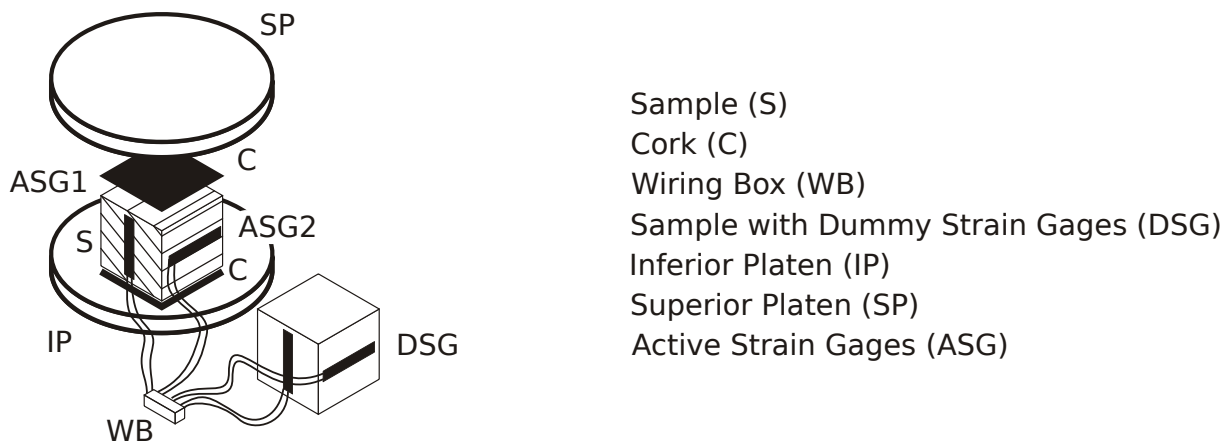 SP
C
ASG1
ASG2
S
C
IP
DSG
WB
Sample (S)
Cork (C)
Wiring Box (WB)
Sample with Dummy Strain Gages (DSG)
Inferior Platen (IP)
Superior Platen (SP)
Active Strain Gages (ASG)